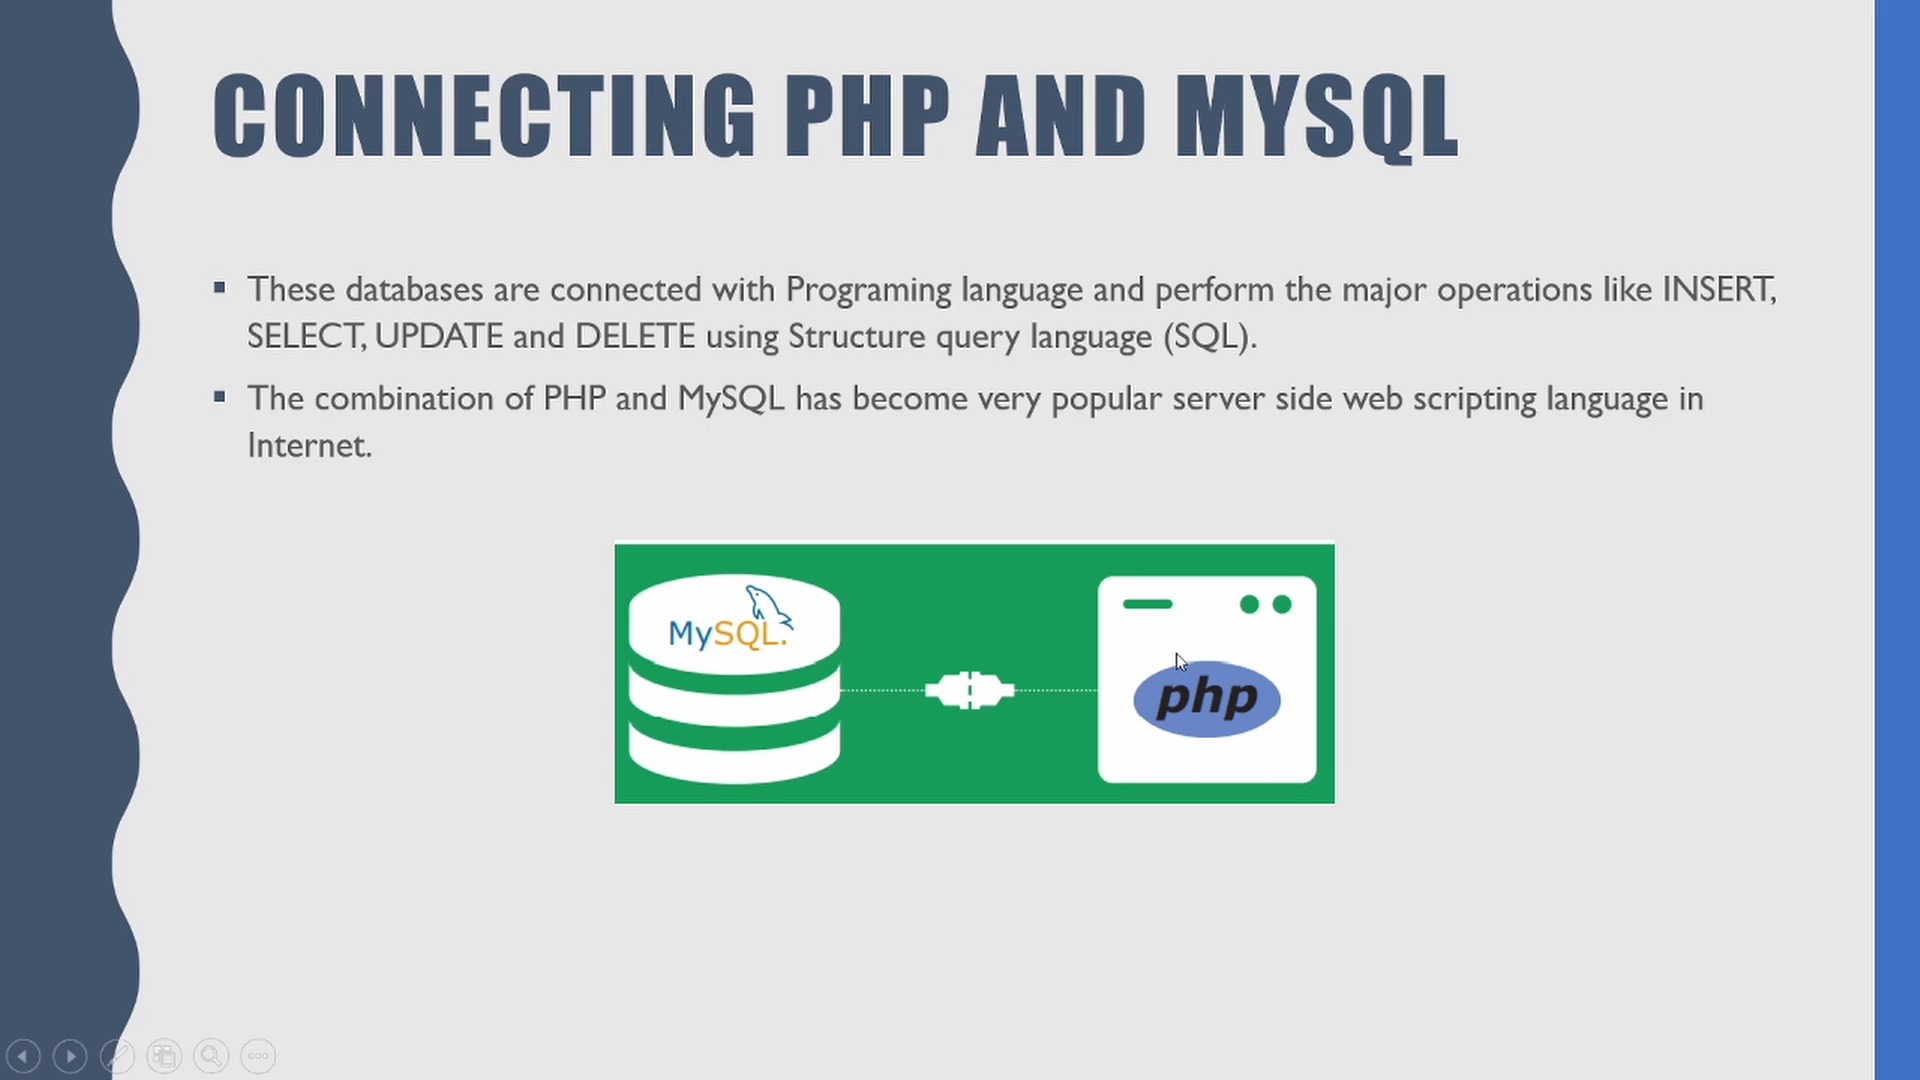 CONNECTING PHP AND MYSQL
▪ These databases are connected with Programing language and perform the major operations like INSERT,
SELECT, UPDATE and DELETE using Structure query language (SQL).
▪ The combination of PHP and MySQL has become very popular server side web scripting language in
Internet.
MySQL.
php